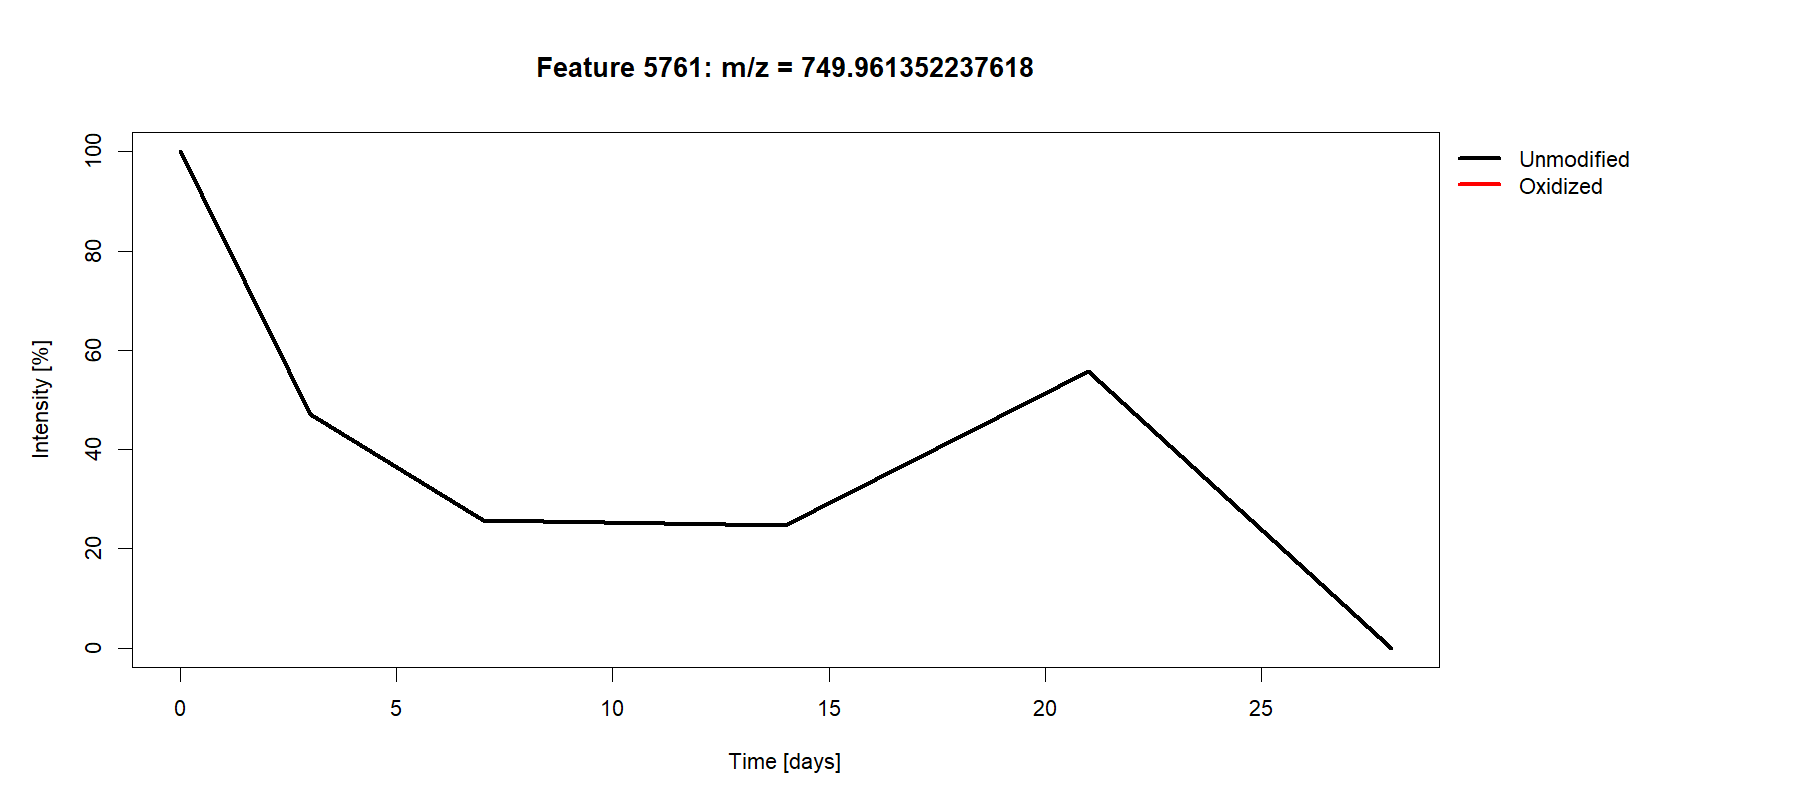 Feature 5761: m/z = 749.961352237618
Unmodified
Oxidized
Intensity [%]
100
80
60
40
20
0
0 5 10 15 20 25
Time [days]